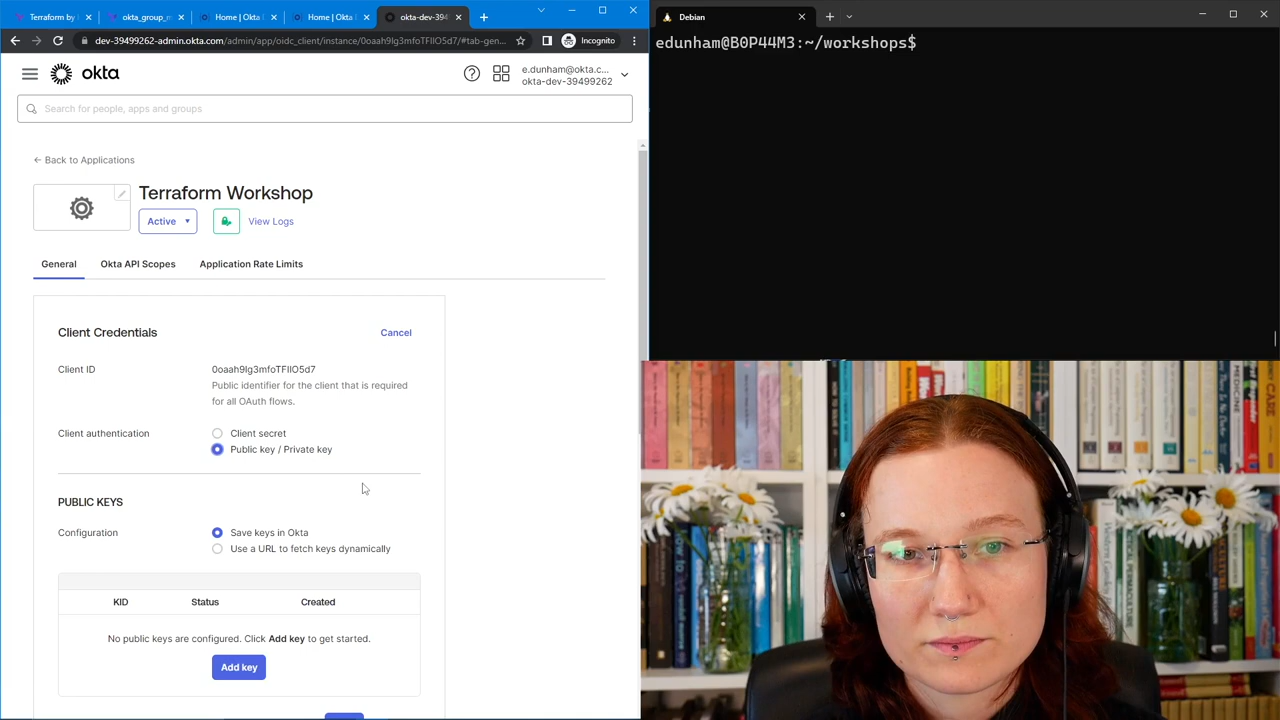 Terraform by
okta_group_m
Home | Okta
Home | Okta
okta-dev-394
dev-39499262-admin.okta.com/admin/app/oidc_client/instance/0oaah9lg3mfoTFIIO5d7/#tab-gen...
Incognito
okta
e.dunham@okta.c...
okta-dev-39499262
Search for people, apps and groups
← Back to Applications
Terraform Workshop
Active
View Logs
General
Okta API Scopes
Application Rate Limits
Client Credentials
Cancel
Client ID
0oaah9lg3mfoTFIIO5d7
Public identifier for the client that is required
for all OAuth flows.
Client authentication
Client secret
Public key / Private key
PUBLIC KEYS
Configuration
Save keys in Okta
Use a URL to fetch keys dynamically
KID Status Created
No public keys are configured. Click Add key to get started.
Add key
Debian
edunham@B0P44M3:~/workshops$